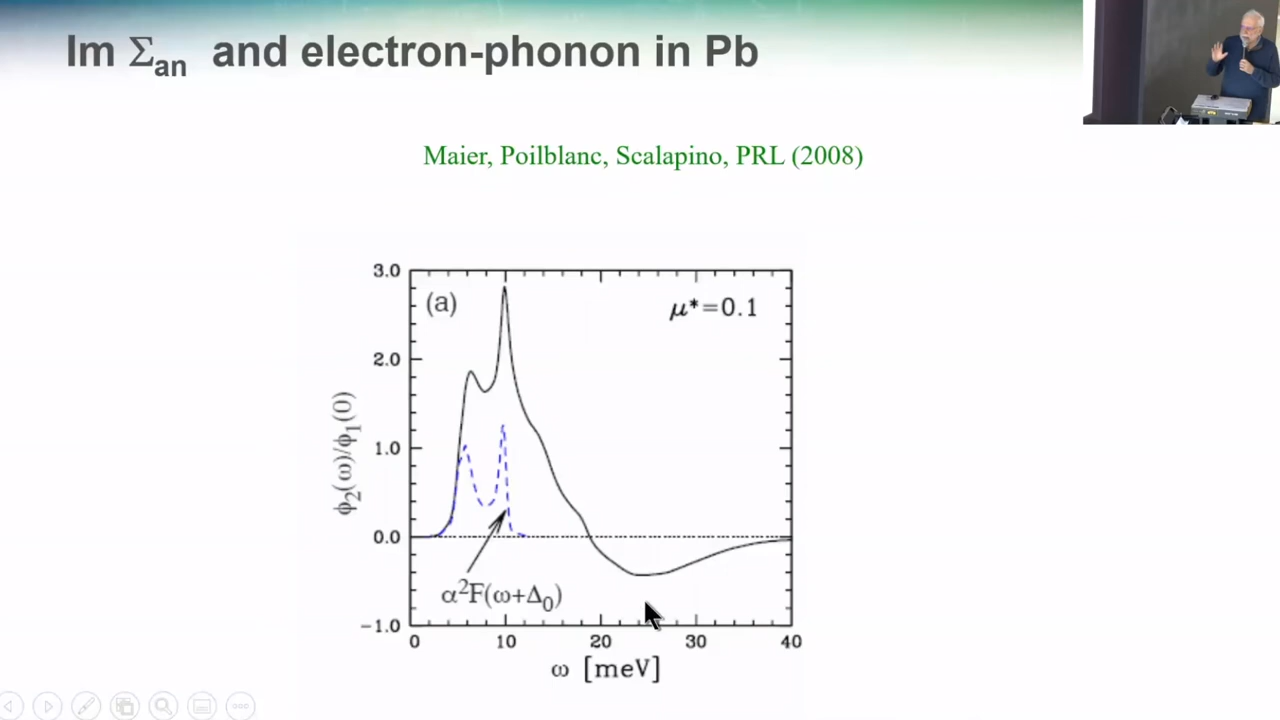 Im Σan and electron-phonon in Pb
Maier, Poilblanc, Scalapino, PRL (2008)
3.0
(a)
μ*=0.1
2.0
1.0
0.0
−1.0
ϕ2(ω)/ϕ1(0)
α²F(ω+Δ0)
0 10 20 30 40
ω [meV]